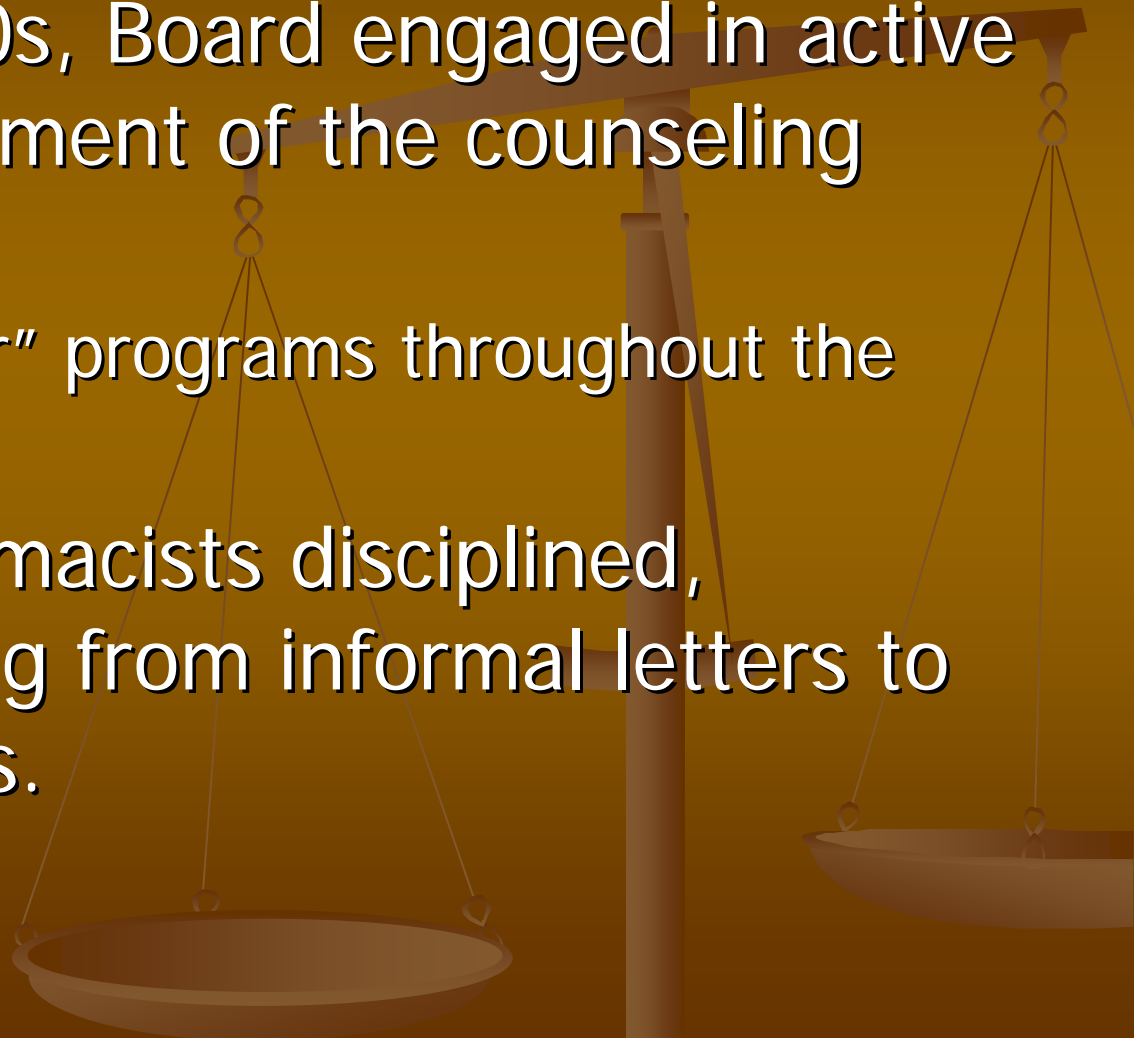 0s, Board engaged in active
ment of the counseling
r” programs throughout the
macists disciplined,
g from informal letters to
s.